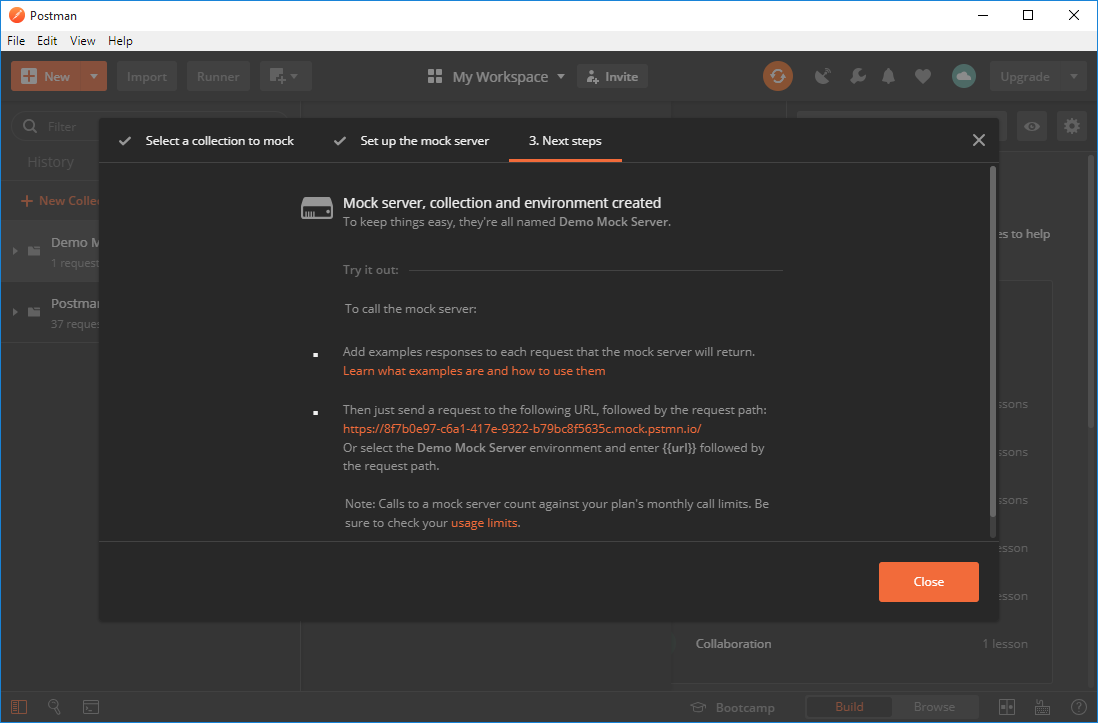 Postman
File Edit View Help
New Import Runner My Workspace Invite Upgrade
Filter
History
New Colle
Demo M
1 request
Postman
37 reque
Select a collection to mock Set up the mock server 3. Next steps
Mock server, collection and environment created
To keep things easy, they're all named Demo Mock Server.
es to help
Try it out:
To call the mock server:
Add examples responses to each request that the mock server will return.
Learn what examples are and how to use them
Then just send a request to the following URL, followed by the request path:
https://8f7b0e97-c6a1-417e-9322-b79bc8f5635c.mock.pstmn.io/
Or select the Demo Mock Server environment and enter {{url}} followed by
the request path.
Note: Calls to a mock server count against your plan's monthly call limits. Be
sure to check your usage limits.
ssons
ssons
ssons
esson
esson
Close
Collaboration 1 lesson
Bootcamp Build Browse